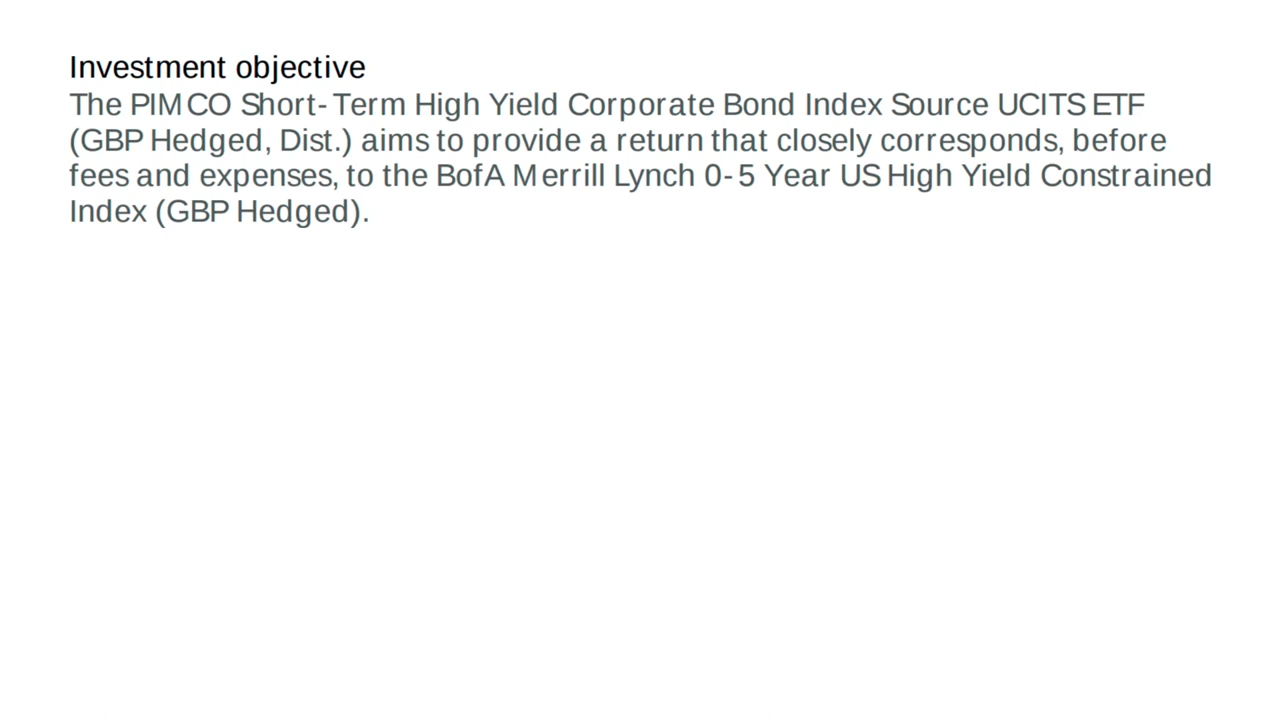 Investment objective
The PIMCO Short-Term High Yield Corporate Bond Index Source UCITS ETF
(GBP Hedged, Dist.) aims to provide a return that closely corresponds, before
fees and expenses, to the BofA Merrill Lynch 0-5 Year US High Yield Constrained
Index (GBP Hedged).